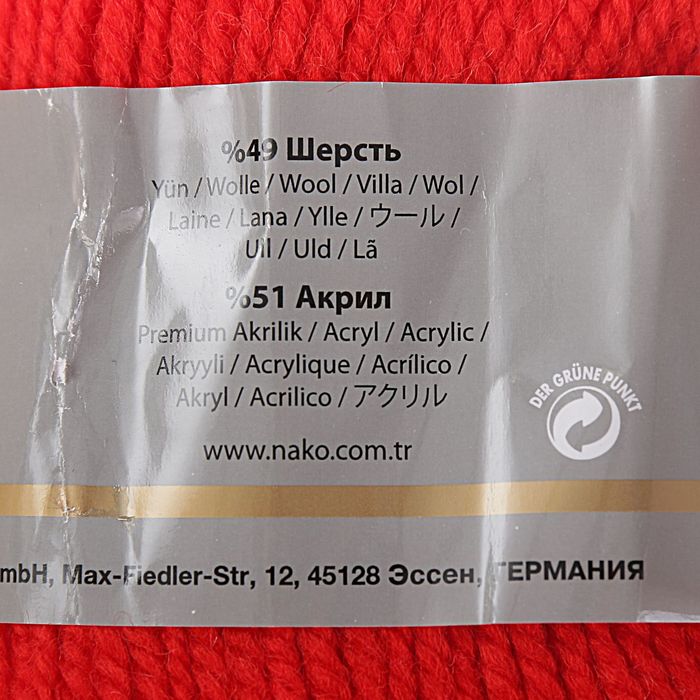 %49 Шерсть
Yün / Wolle / Wool / Villa / Wol /
Laine / Lana / Ylle / ウール /
Ull / Uld / Lã
%51 Акрил
Premium Akrilik / Acryl / Acrylic /
Akryyli / Acrylique / Acrílico /
Akryl / Acrilico / アクリル
DER GRÜNE PUNKT
www.nako.com.tr
mbH, Max-Fiedler-Str, 12, 45128 Эссен, ГЕРМАНИЯ